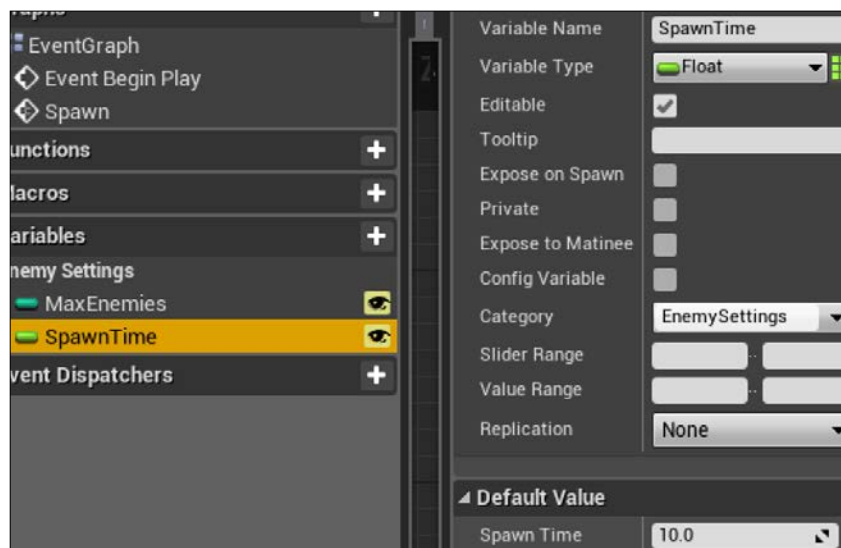 EventGraph
Event Begin Play
Spawn
unctions
lacros
ariables
nemy Settings
MaxEnemies
SpawnTime
vent Dispatchers
Variable Name SpawnTime
Variable Type Float
Editable
Tooltip
Expose on Spawn
Private
Expose to Matinee
Config Variable
Category EnemySettings
Slider Range
Value Range
Replication None
Default Value
Spawn Time 10.0